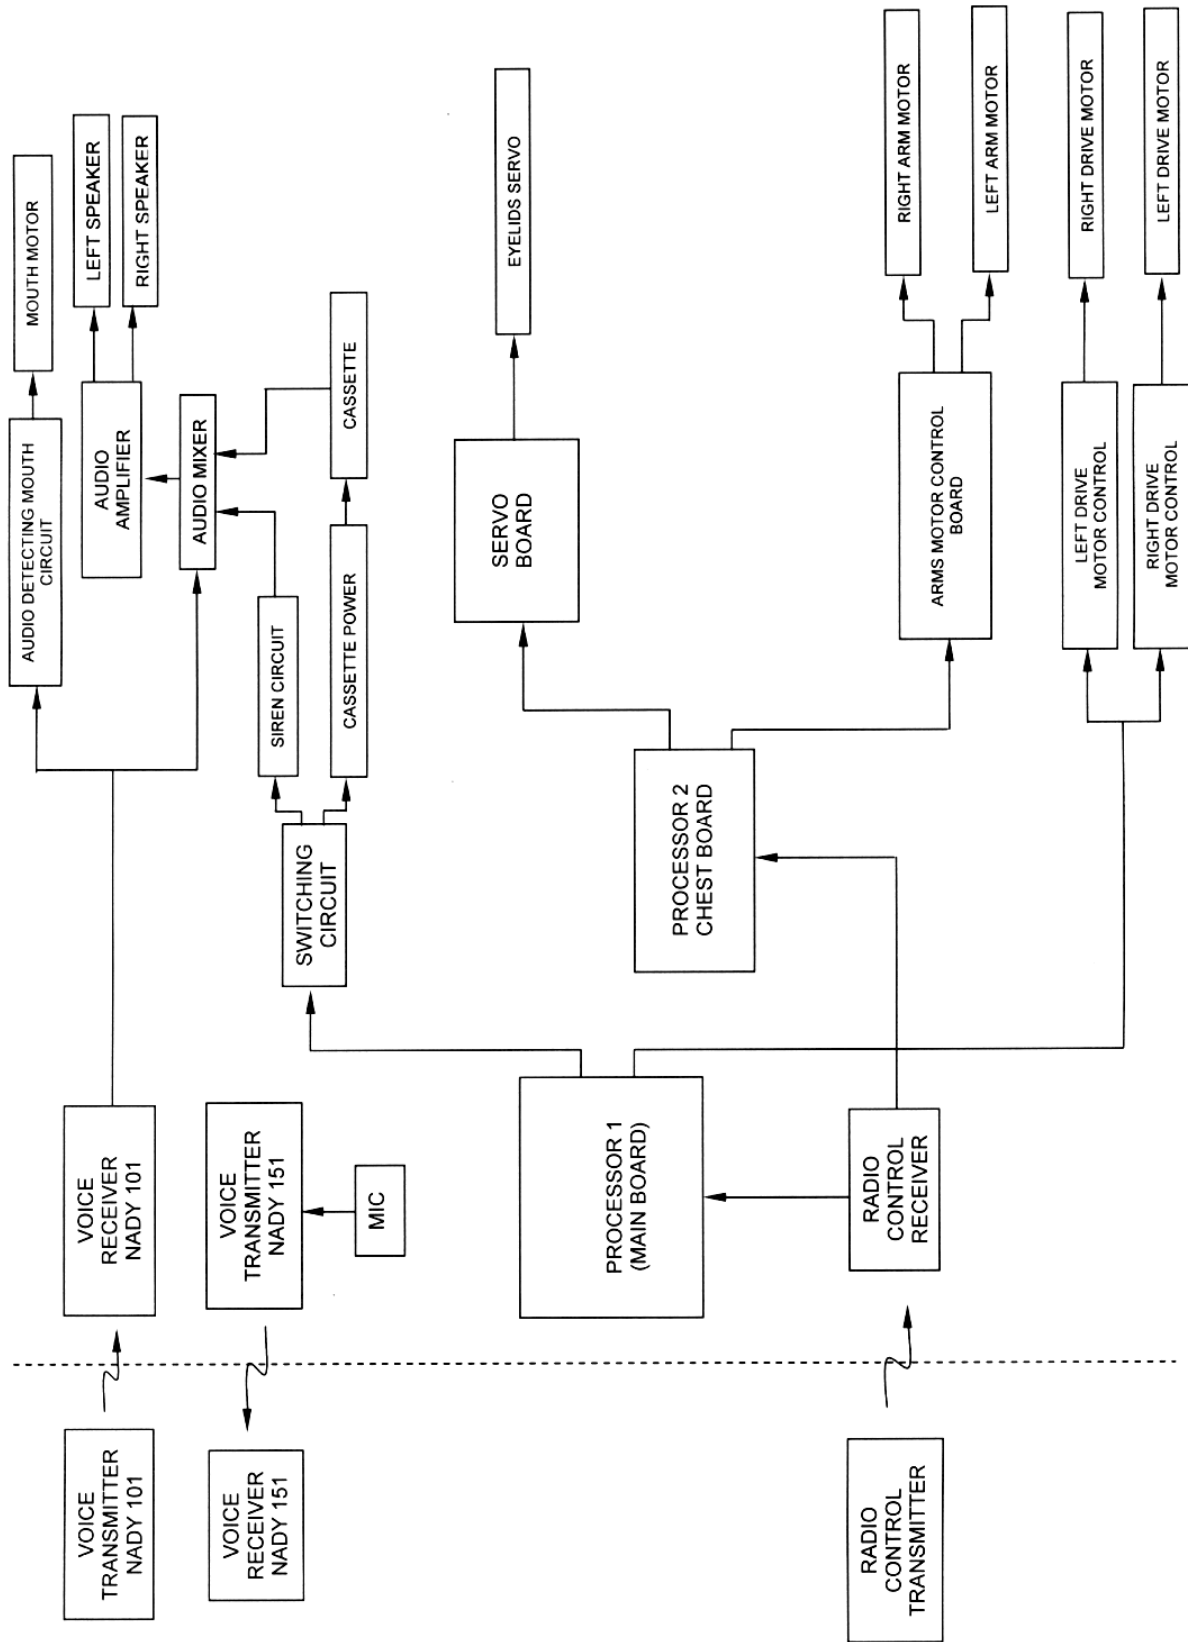 VOICE
TRANSMITTER
NADY 101
VOICE
RECEIVER
NADY 101
AUDIO DETECTING MOUTH
CIRCUIT
MOUTH MOTOR
AUDIO
AMPLIFIER
LEFT SPEAKER
RIGHT SPEAKER
AUDIO MIXER
VOICE
RECEIVER
NADY 151
VOICE
TRANSMITTER
NADY 151
MIC
SWITCHING
CIRCUIT
SIREN CIRCUIT
CASSETTE POWER
CASSETTE
PROCESSOR 1
(MAIN BOARD)
SERVO
BOARD
EYELIDS SERVO
PROCESSOR 2
CHEST BOARD
RADIO
CONTROL
TRANSMITTER
RADIO
CONTROL
RECEIVER
ARMS MOTOR CONTROL
BOARD
RIGHT ARM MOTOR
LEFT ARM MOTOR
LEFT DRIVE
MOTOR CONTROL
RIGHT DRIVE MOTOR
RIGHT DRIVE
MOTOR CONTROL
LEFT DRIVE MOTOR